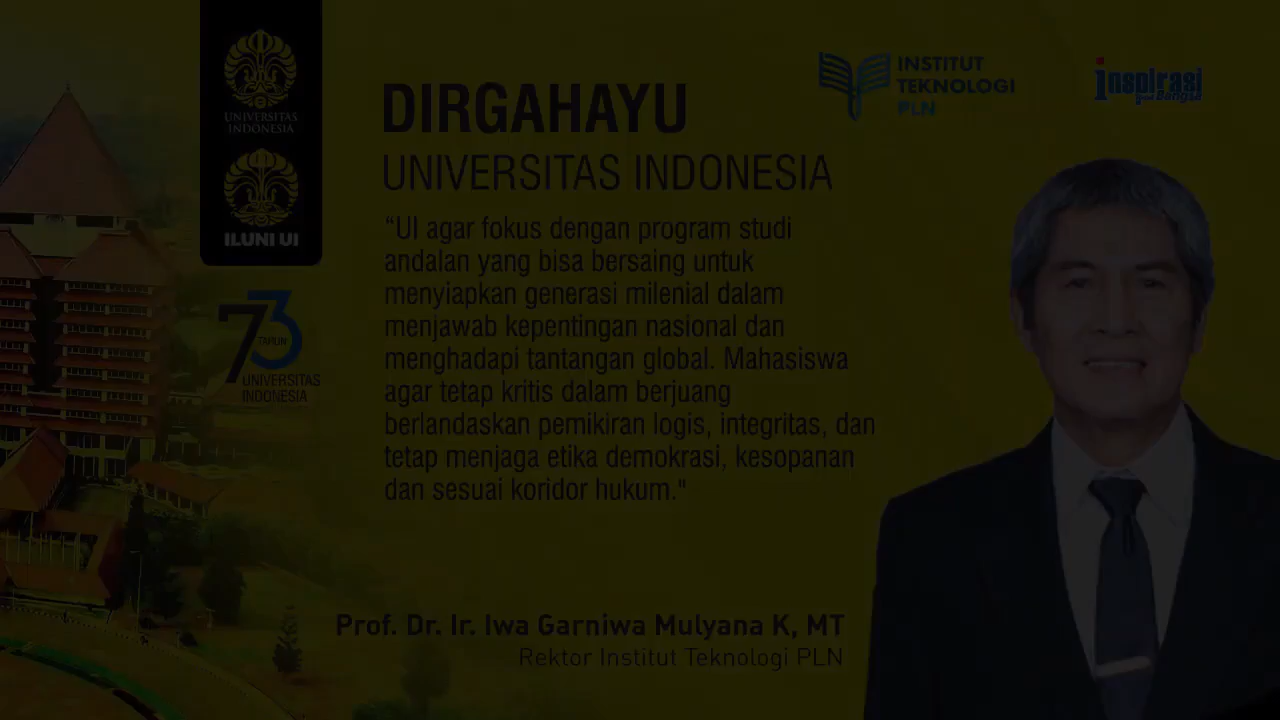 UNIVERSITAS
INDONESIA
ILUNI UI
73
TAHUN
UNIVERSITAS
INDONESIA
DIRGAHAYU
UNIVERSITAS INDONESIA
“UI agar fokus dengan program studi
andalan yang bisa bersaing untuk
menyiapkan generasi milenial dalam
menjawab kepentingan nasional dan
menghadapi tantangan global. Mahasiswa
agar tetap kritis dalam berjuang
berlandaskan pemikiran logis, integritas, dan
tetap menjaga etika demokrasi, kesopanan
dan sesuai koridor hukum."
Prof. Dr. Ir. Iwa Garniwa Mulyana K, MT
Rektor Institut Teknologi PLN
INSTITUT
TEKNOLOGI
PLN
inspirasi
Bangsa